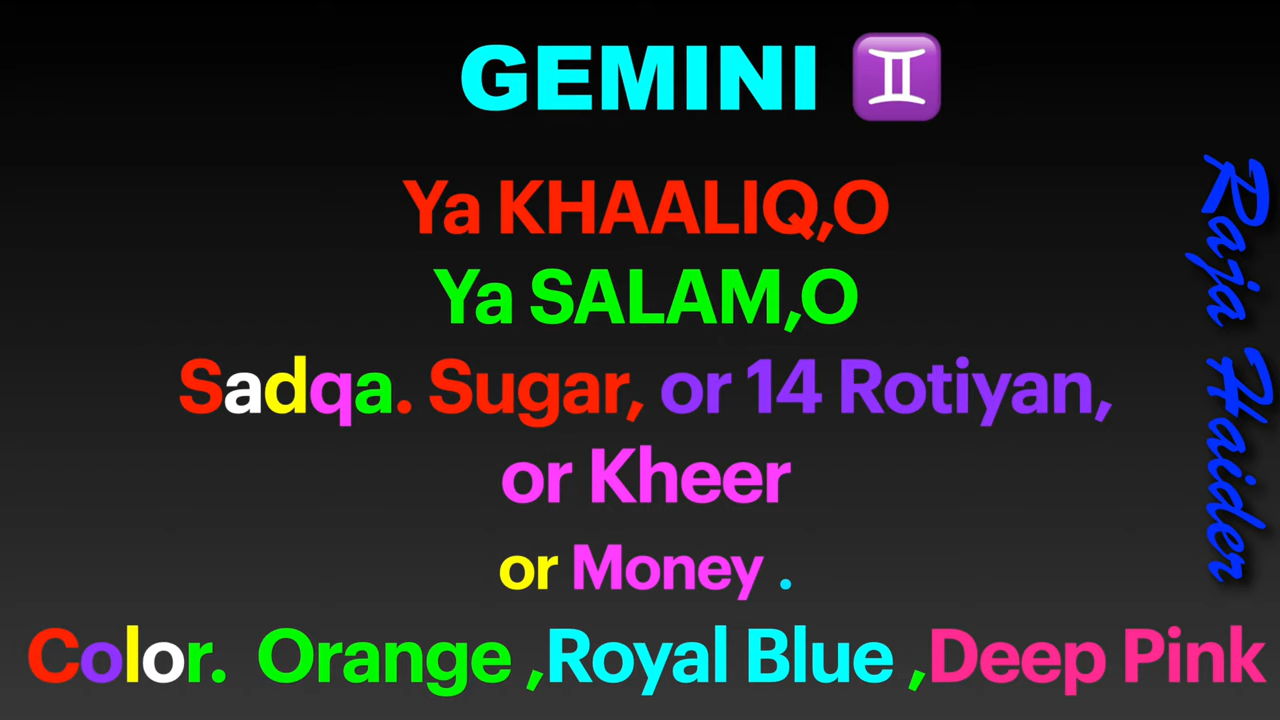 GEMINI ♊
Ya KHAALIQ,O
Ya SALAM,O
Sadqa. Sugar, or 14 Rotiyan,
or Kheer
or Money .
Color. Orange ,Royal Blue ,Deep Pink
Raja Haider